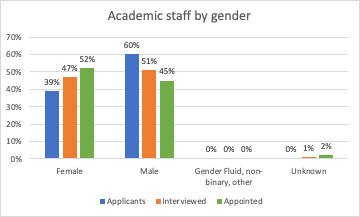 Academic staff by gender
70%
60%
50%
40%
30%
20%
10%
0%
39%
47%
52%
60%
51%
45%
0%
0%
0%
0%
1%
2%
Female
Male
Gender Fluid, non-
binary, other
Unknown
Applicants
Interviewed
Appointed